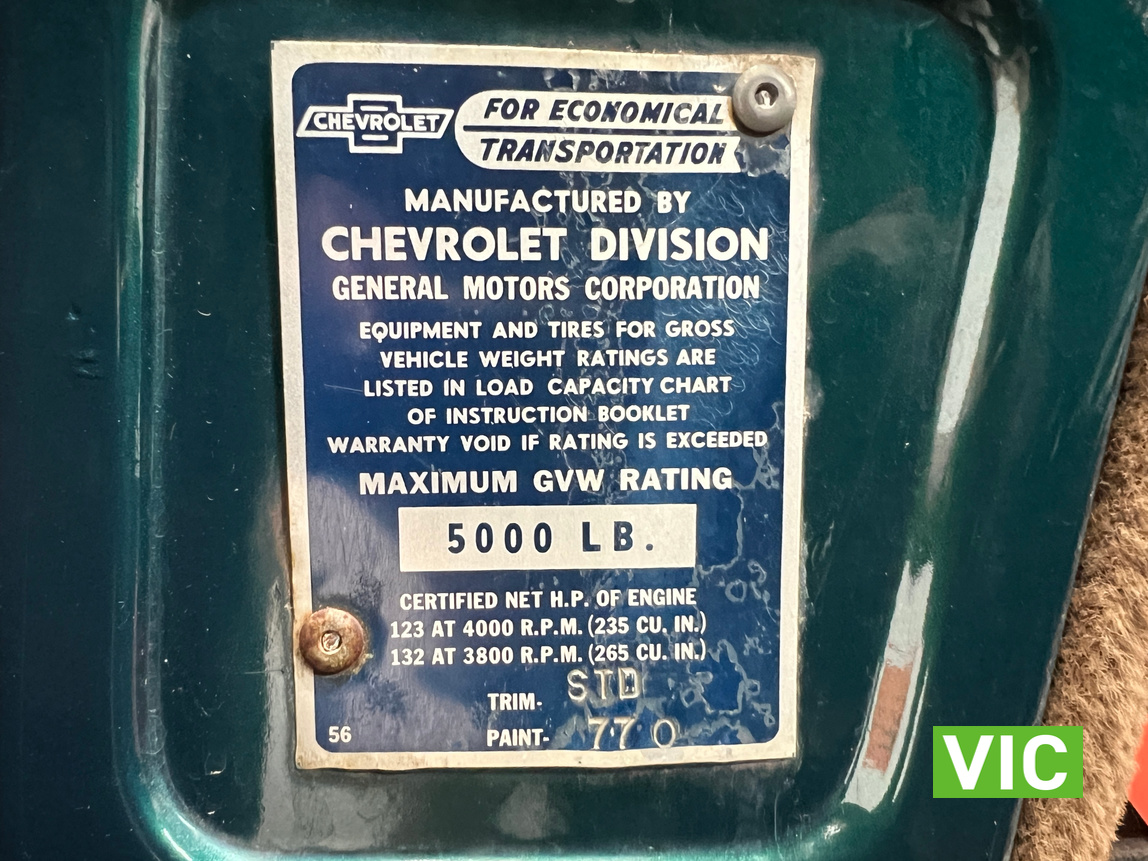 CHEVROLET
FOR ECONOMICAL
TRANSPORTATION
MANUFACTURED BY
CHEVROLET DIVISION
GENERAL MOTORS CORPORATION
EQUIPMENT AND TIRES FOR GROSS
VEHICLE WEIGHT RATINGS ARE
LISTED IN LOAD CAPACITY CHART
OF INSTRUCTION BOOKLET
WARRANTY VOID IF RATING IS EXCEEDED
MAXIMUM GVW RATING
5000 LB.
CERTIFIED NET H.P. OF ENGINE
123 AT 4000 R.P.M. (235 CU. IN.)
132 AT 3800 R.P.M. (265 CU. IN.)
TRIM- STD
56 PAINT- 770
VIC